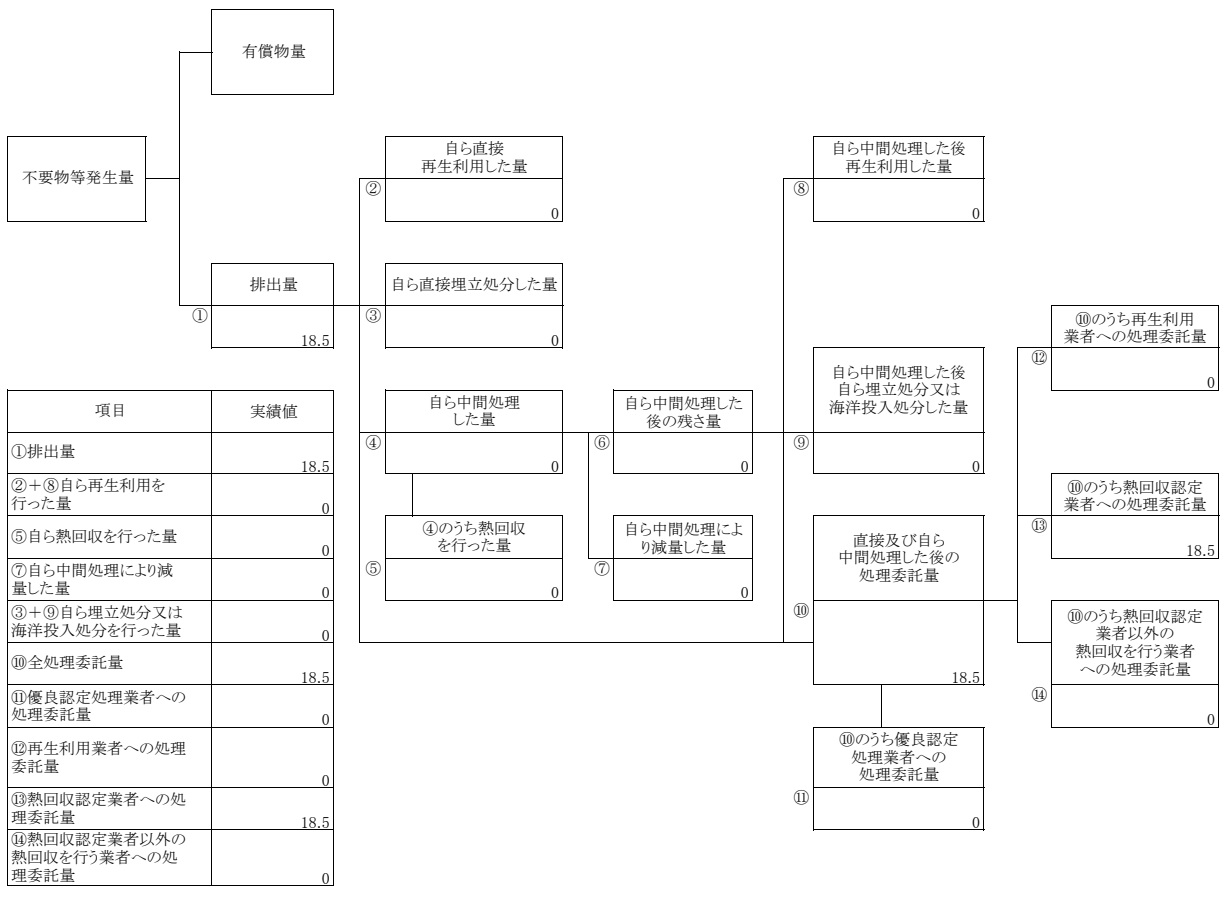 有償物量
不要物等発生量
排出量
①
18.5
自ら直接
再生利用した量
②
0
自ら直接埋立処分した量
③
0
自ら中間処理
した量
④
0
④のうち熱回収
を行った量
⑤
0
自ら中間処理した
後の残さ量
⑥
0
自ら中間処理によ
り減量した量
⑦
0
自ら中間処理した後
再生利用した量
⑧
0
自ら中間処理した後
自ら埋立処分又は
海洋投入処分した量
⑨
0
直接及び自ら
中間処理した後の
処理委託量
⑩
18.5
⑩のうち優良認定
処理業者への
処理委託量
⑪
0
⑩のうち再生利用
業者への処理委託量
⑫
0
⑩のうち熱回収認定
業者への処理委託量
⑬
18.5
⑩のうち熱回収認定
業者以外の
熱回収を行う業者
への処理委託量
⑭
0
項目 実績値
①排出量
18.5
②＋⑧自ら再生利用を
行った量
0
⑤自ら熱回収を行った量
0
⑦自ら中間処理により減
量した量
0
③＋⑨自ら埋立処分又は
海洋投入処分を行った量
0
⑩全処理委託量
18.5
⑪優良認定処理業者への
処理委託量
0
⑫再生利用業者への処理
委託量
0
⑬熱回収認定業者への処
理委託量
18.5
⑭熱回収認定業者以外の
熱回収を行う業者への処
理委託量
0